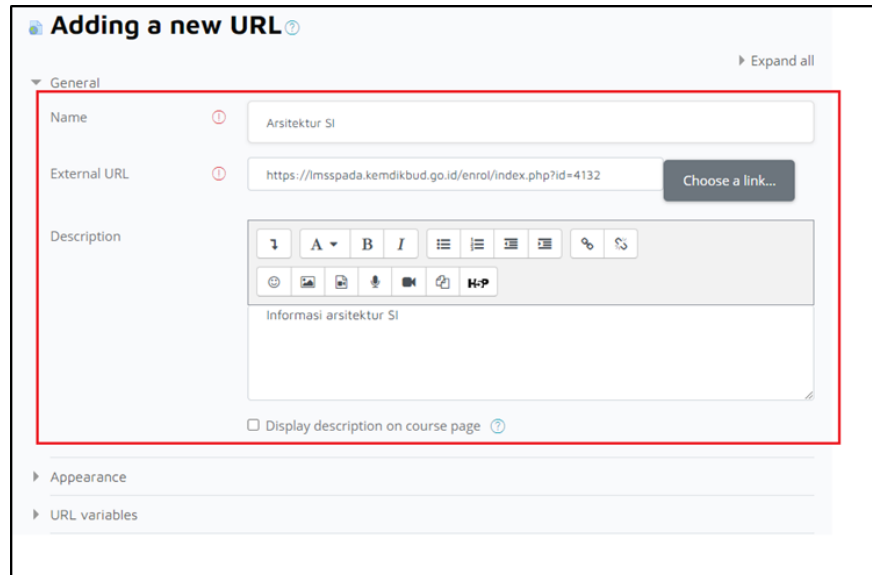 Adding a new URL
Expand all
General
Name
Arsitektur SI
External URL
https://lmsspada.kemdikbud.go.id/enrol/index.php?id=4132
Choose a link...
Description
A B I
H-P
Informasi arsitektur SI
Display description on course page
Appearance
URL variables